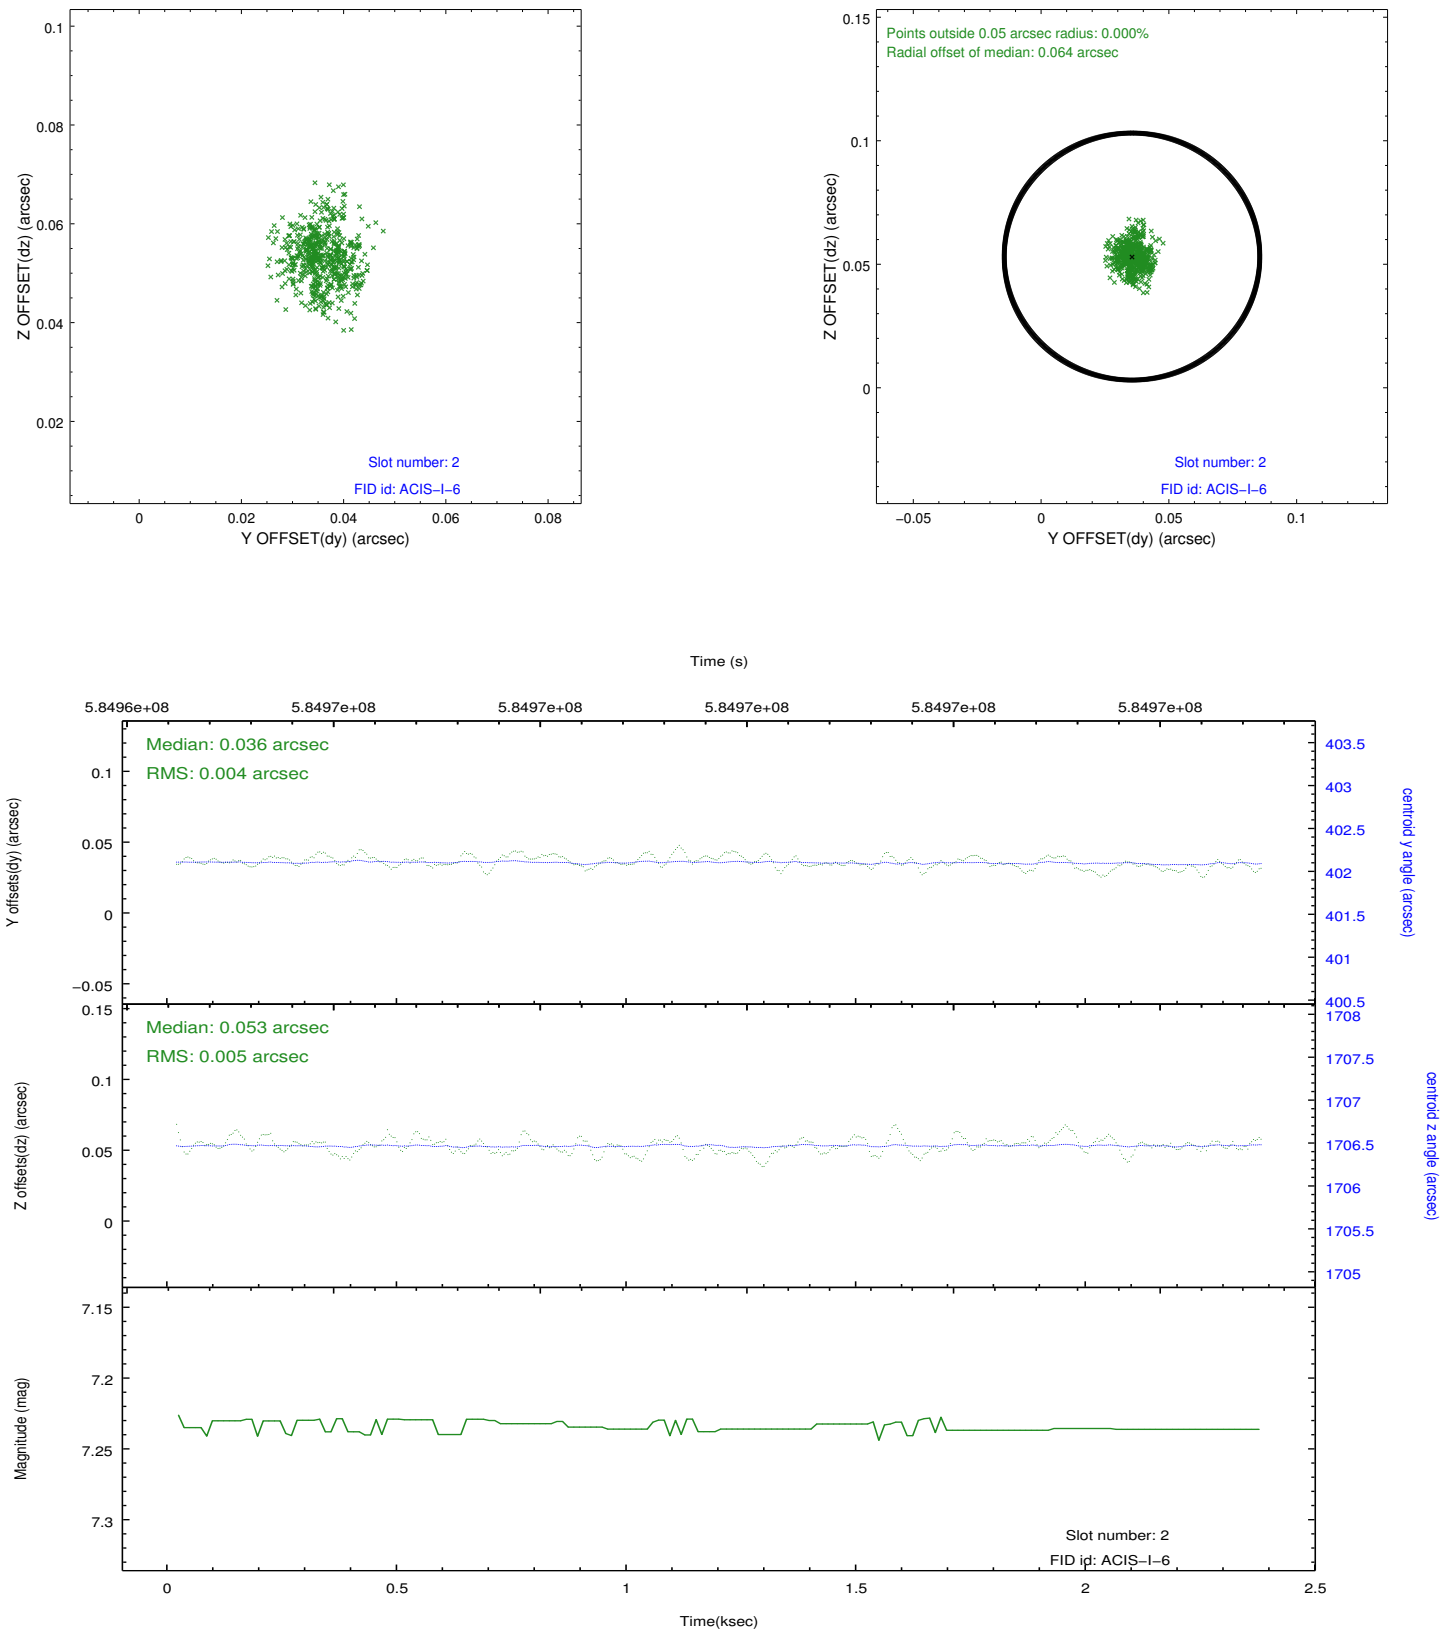 0.1
0.08
0.06
0.04
0.02
Z OFFSET(dz) (arcsec)
Slot number: 2
FID id: ACIS−I−6
0 0.02 0.04 0.06 0.08
Y OFFSET(dy) (arcsec)
0.15
0.1
0.05
0
Z OFFSET(dz) (arcsec)
Points outside 0.05 arcsec radius: 0.000%
Radial offset of median: 0.064 arcsec
Slot number: 2
FID id: ACIS−I−6
−0.05 0 0.05 0.1
Y OFFSET(dy) (arcsec)
Time (s)
5.8496e+08 5.8497e+08 5.8497e+08 5.8497e+08 5.8497e+08 5.8497e+08
Median: 0.036 arcsec
RMS: 0.004 arcsec
0.1
0.05
0
−0.05
Y offsets(dy) (arcsec)
403.5
403
402.5
402
401.5
401
400.5
centroid y angle (arcsec)
Median: 0.053 arcsec
RMS: 0.005 arcsec
0.15
0.1
0.05
0
Z offsets(dz) (arcsec)
1708
1707.5
1707
1706.5
1706
1705.5
1705
centroid z angle (arcsec)
7.15
7.2
7.25
7.3
Magnitude (mag)
Slot number: 2
FID id: ACIS−I−6
0 0.5 1 1.5 2 2.5
Time(ksec)